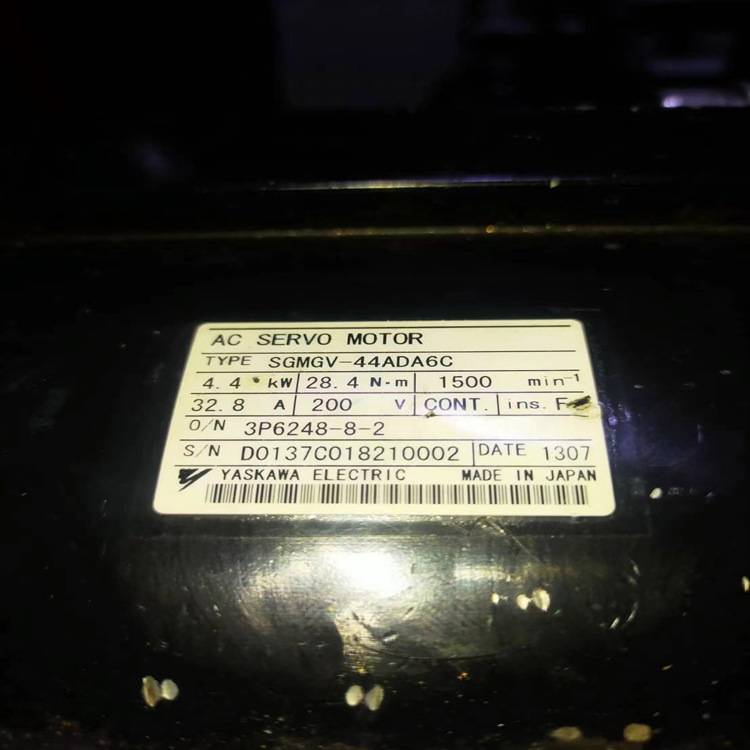 AC SERVO MOTOR
TYPE SGMGV-44ADA6C
4.4 kW 28.4 N·m 1500 min-1
32.8 A 200 V CONT. ins. F
O/N 3P6248-8-2
S/N D0137C018210002 DATE 1307
YASKAWA ELECTRIC MADE IN JAPAN